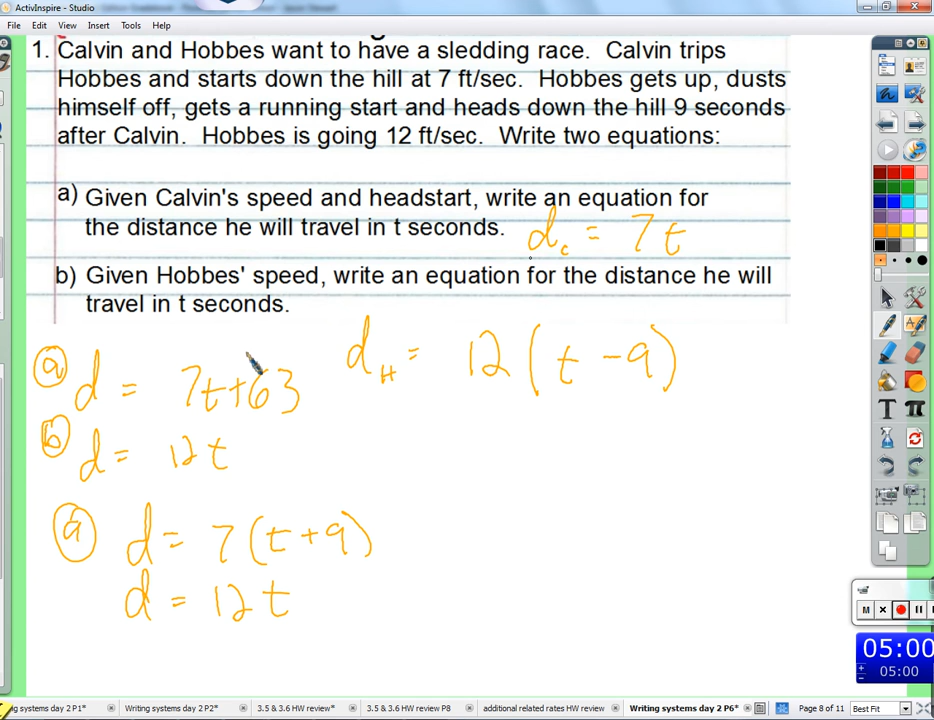 ActivInspire - Studio
File Edit View Insert Tools Help
1. Calvin and Hobbes want to have a sledding race. Calvin trips
Hobbes and starts down the hill at 7 ft/sec. Hobbes gets up, dusts
himself off, gets a running start and heads down the hill 9 seconds
after Calvin. Hobbes is going 12 ft/sec. Write two equations:
a) Given Calvin's speed and headstart, write an equation for
the distance he will travel in t seconds. d_c = 7t
b) Given Hobbes' speed, write an equation for the distance he will
travel in t seconds.
d_H = 12(t-9)
a d = 7t+63
b d = 12t
a d = 7(t+9)
d = 12t
M
05:00
05:00
ng systems day 2 P1* Writing systems day 2 P2* 3.5 & 3.6 HW review* 3.5 & 3.6 HW review P8 additional related rates HW review Writing systems day 2 P6* Page 8 of 11 Best Fit